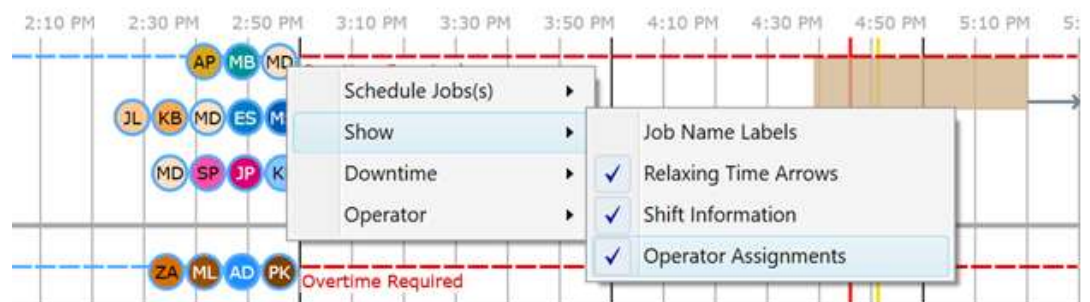 2:10 PM 2:30 PM 2:50 PM 3:10 PM 3:30 PM 3:50 PM 4:10 PM 4:30 PM 4:50 PM 5:10 PM 5:
AP MB MD
Schedule Jobs(s)
JL KB MD ES
Show
Job Name Labels
MD SP JP
Downtime
Relaxing Time Arrows
Operator
Shift Information
Operator Assignments
ZA ML AD PK
Overtime Required